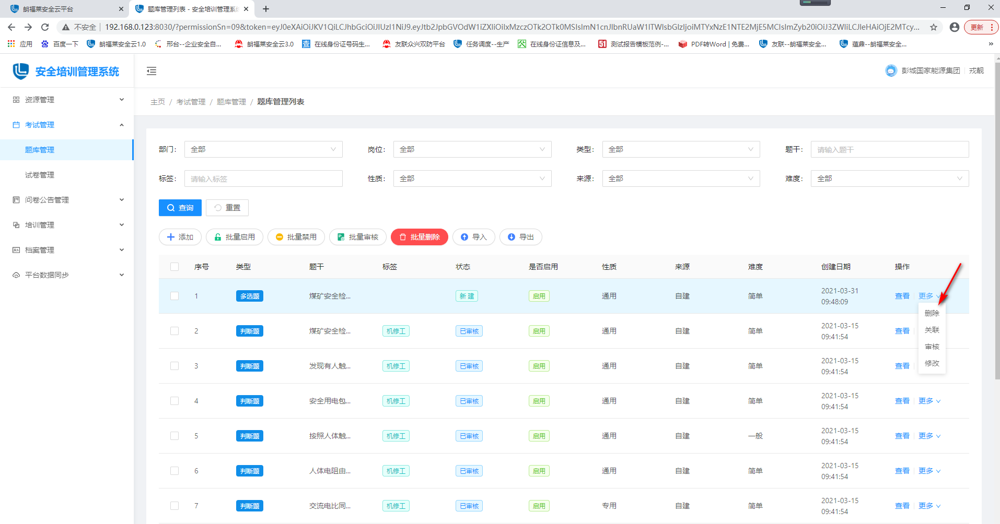 朗福莱安全云平台
题库管理列表 - 安全培训管理系统
不安全
192.168.0.123:8030/?permissionSn=09&token=eyJ0eXAiOiJKV1QiLCJhbGciOiJIUzI1NiJ9.eyJtb2JpbGVOdW1iZXIiOiIxMzczOTk2OTk0MSIsImN1cnJlbnRUaW1lTWlsbGlzIjoiMTYxNzE1NTE2MjE5MCIsImZyb20iOiJ3ZWIiLCJleHAiOjE2MTcy...
更新
应用
百度一下
朗福莱安全云1.0
邢台--企业安全自...
朗福莱安全云3.0
在线身份证号码生...
友联众兴双防平台
任务调度--生产
在线身份证信息及...
测试报告模板范例-...
PDF转Word | 免费...
友联--朗福莱安全...
蕴鼎--朗福莱安全...
安全培训管理系统
彭城国家能源集团 戎靓
主页 / 考试管理 / 题库管理 / 题库管理列表
资源管理
考试管理
题库管理
试卷管理
问卷公告管理
培训管理
档案管理
平台数据同步
部门： 全部 岗位： 全部 类型： 全部 题干： 请输入题干
标签： 请输入标签 性质： 全部 来源： 全部 难度： 全部
查询 重置
添加 批量启用 批量禁用 批量审核 批量删除 导入 导出
序号 类型 题干 标签 状态 是否启用 性质 来源 难度 创建日期 操作
1 多选题 煤矿安全检... 新 建 启用 通用 自建 简单 2021-03-31 09:48:09 查看 更多
删除
关联
审核
修改
2 判断题 煤矿安全检... 机修工 已审核 启用 通用 自建 简单 2021-03-15 09:41:54 查看
3 判断题 发现有人触... 机修工 已审核 启用 通用 自建 简单 2021-03-15 09:41:54 查看
4 判断题 安全用电包... 机修工 已审核 启用 通用 自建 简单 2021-03-15 09:41:54 查看 更多
5 判断题 按照人体触... 机修工 已审核 启用 通用 自建 一般 2021-03-15 09:41:54 查看 更多
6 判断题 人体电阻由... 机修工 已审核 启用 通用 自建 简单 2021-03-15 09:41:54 查看 更多
7 判断题 交流电比同... 机修工 已审核 启用 专用 自建 简单 2021-03-15 09:41:54 查看 更多